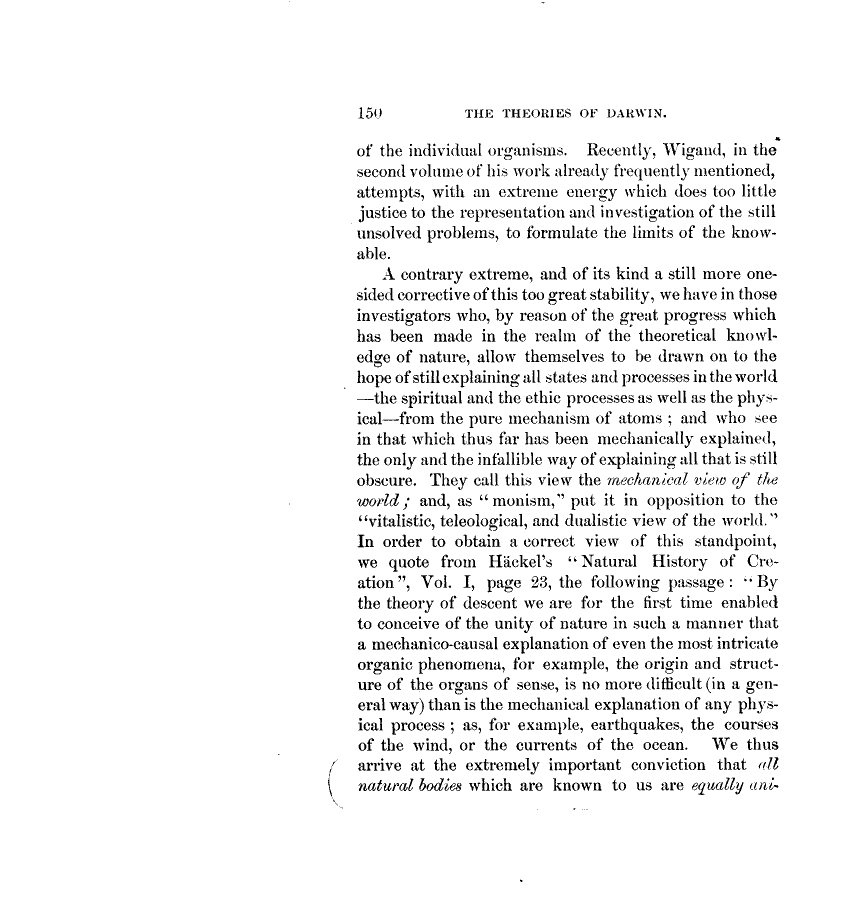 150 THE THEORIES OF DARWIN.
of the individual organisms. Recently, Wigand, in the
second volume of his work already frequently mentioned,
attempts, with an extreme energy which does too little
justice to the representation and investigation of the still
unsolved problems, to formulate the limits of the know-
able.
A contrary extreme, and of its kind a still more one-
sided corrective of this too great stability, we have in those
investigators who, by reason of the great progress which
has been made in the realm of the theoretical knowl-
edge of nature, allow themselves to be drawn on to the
hope of still explaining all states and processes in the world
—the spiritual and the ethic processes as well as the phys-
ical—from the pure mechanism of atoms ; and who see
in that which thus far has been mechanically explained,
the only and the infallible way of explaining all that is still
obscure. They call this view the mechanical view of the
world ; and, as “ monism,” put it in opposition to the
“vitalistic, teleological, and dualistic view of the world.”
In order to obtain a correct view of this standpoint,
we quote from Häckel’s “ Natural History of Cre-
ation ”, Vol. I, page 23, the following passage : “ By
the theory of descent we are for the first time enabled
to conceive of the unity of nature in such a manner that
a mechanico-causal explanation of even the most intricate
organic phenomena, for example, the origin and struct-
ure of the organs of sense, is no more difficult (in a gen-
eral way) than is the mechanical explanation of any phys-
ical process ; as, for example, earthquakes, the courses
of the wind, or the currents of the ocean. We thus
arrive at the extremely important conviction that all
natural bodies which are known to us are equally ani-